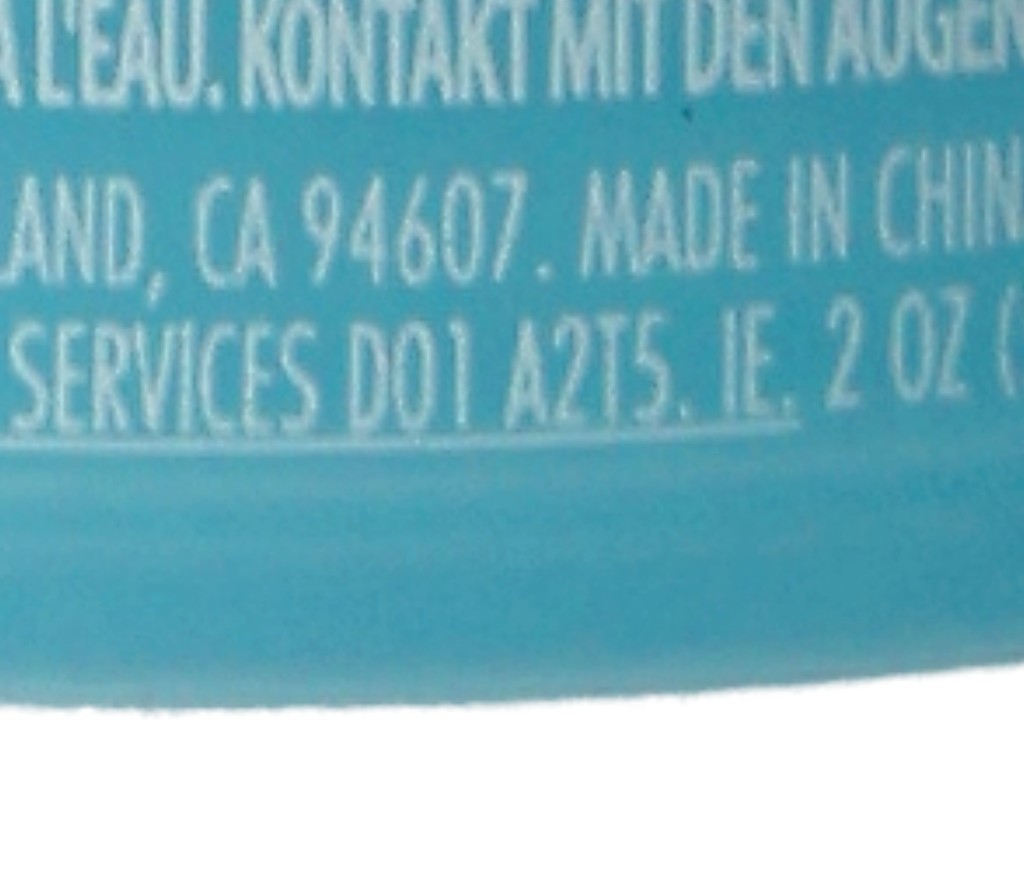 À L'EAU. KONTAKT MIT DEN AUGEN
LAND, CA 94607. MADE IN CHIN
SERVICES D01 A2T5. IE. 2 OZ (